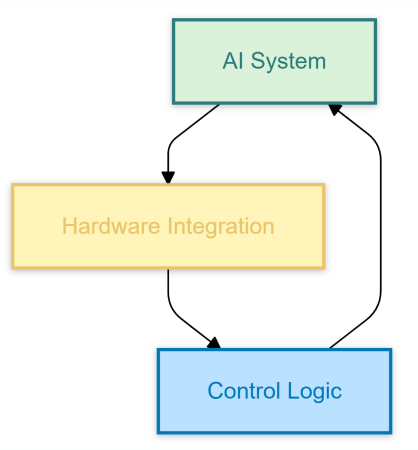 AI System
Hardware Integration
Control Logic